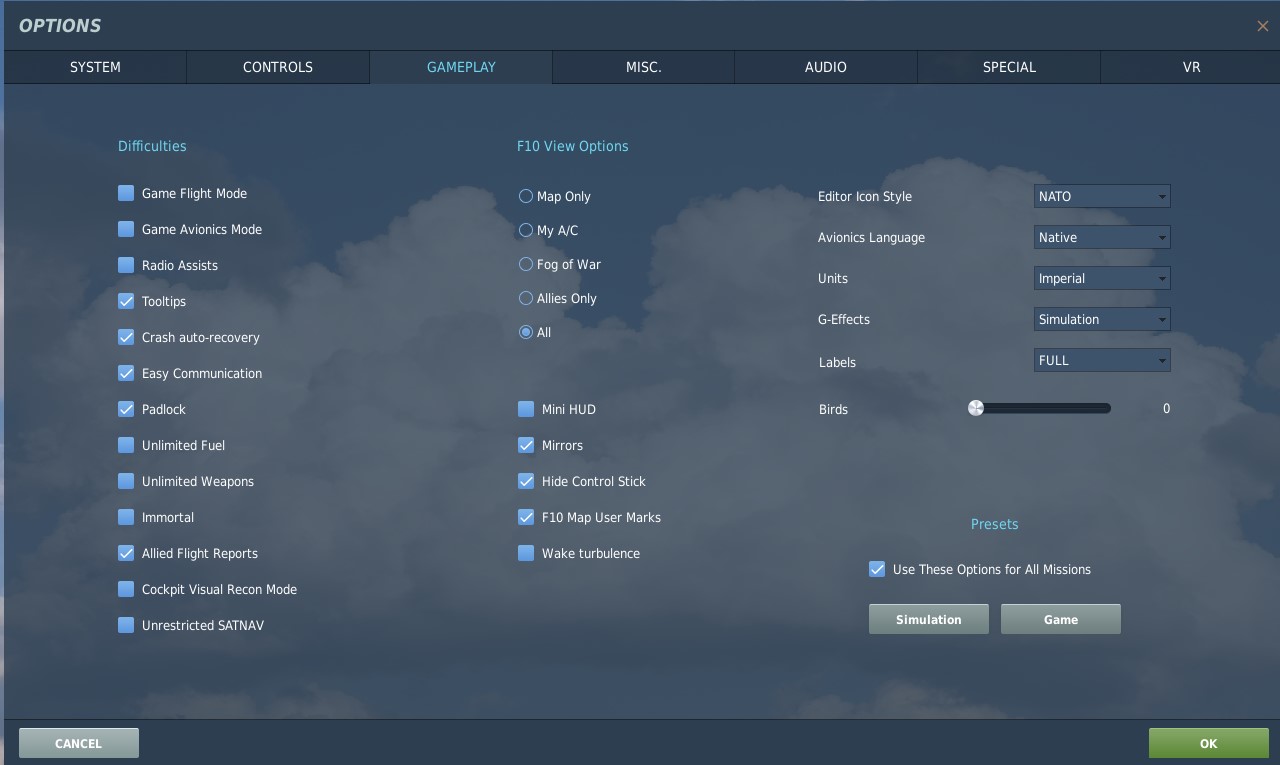 OPTIONS
SYSTEM
CONTROLS
GAMEPLAY
MISC.
AUDIO
SPECIAL
VR
Difficulties
Game Flight Mode
Game Avionics Mode
Radio Assists
Tooltips
Crash auto-recovery
Easy Communication
Padlock
Unlimited Fuel
Unlimited Weapons
Immortal
Allied Flight Reports
Cockpit Visual Recon Mode
Unrestricted SATNAV
F10 View Options
Map Only
My A/C
Fog of War
Allies Only
All
Mini HUD
Mirrors
Hide Control Stick
F10 Map User Marks
Wake turbulence
Editor Icon Style NATO
Avionics Language Native
Units Imperial
G-Effects Simulation
Labels FULL
Birds 0
Presets
Use These Options for All Missions
Simulation
Game
CANCEL
OK